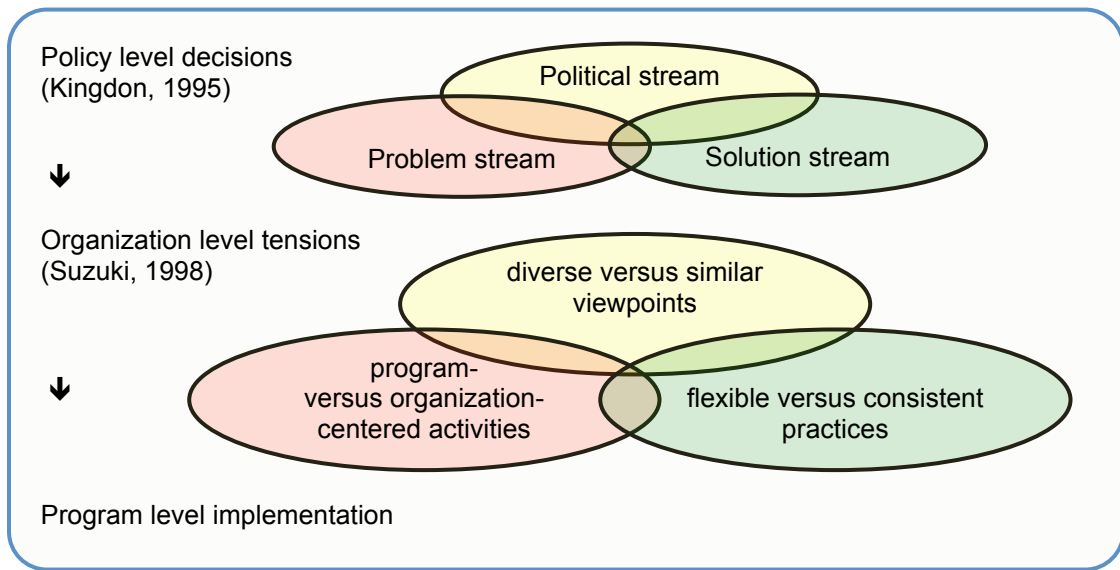 Policy level decisions
(Kingdon, 1995)
Political stream
Problem stream
Solution stream
Organization level tensions
(Suzuki, 1998)
diverse versus similar
viewpoints
program-
versus organization-
centered activities
flexible versus consistent
practices
Program level implementation